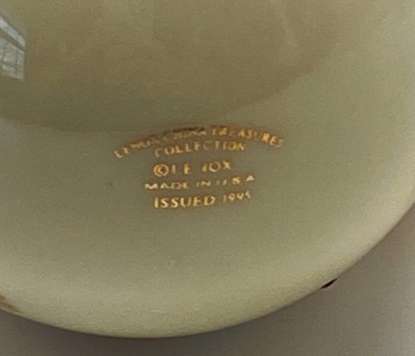 LENOX CHINA TREASURES
COLLECTION
© LENOX
MADE IN U.S.A
ISSUED 1995